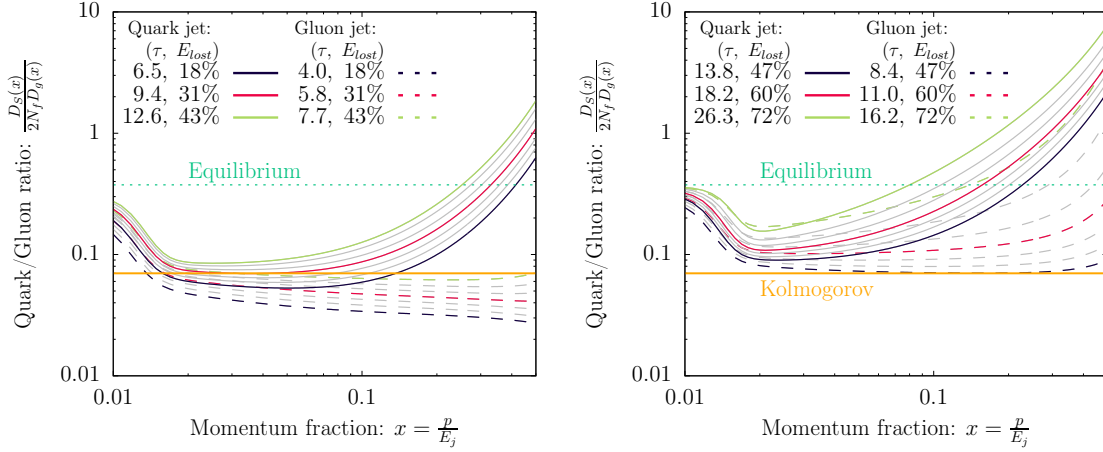 10
1
0.1
0.01
0.01
0.1
Quark/Gluon ratio: D_S(x)/2N_f D_g(x)
Momentum fraction: x = p/E_j
Quark jet: Gluon jet:
(τ, E_lost) (τ, E_lost)
6.5, 18% 4.0, 18%
9.4, 31% 5.8, 31%
12.6, 43% 7.7, 43%
Equilibrium
10
1
0.1
0.01
0.01
0.1
Quark/Gluon ratio: D_S(x)/2N_f D_g(x)
Momentum fraction: x = p/E_j
Quark jet: Gluon jet:
(τ, E_lost) (τ, E_lost)
13.8, 47% 8.4, 47%
18.2, 60% 11.0, 60%
26.3, 72% 16.2, 72%
Equilibrium
Kolmogorov